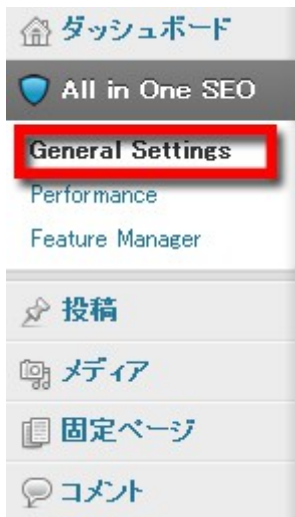 ダッシュボード
All in One SEO
General Settings
Performance
Feature Manager
投稿
メディア
固定ページ
コメント